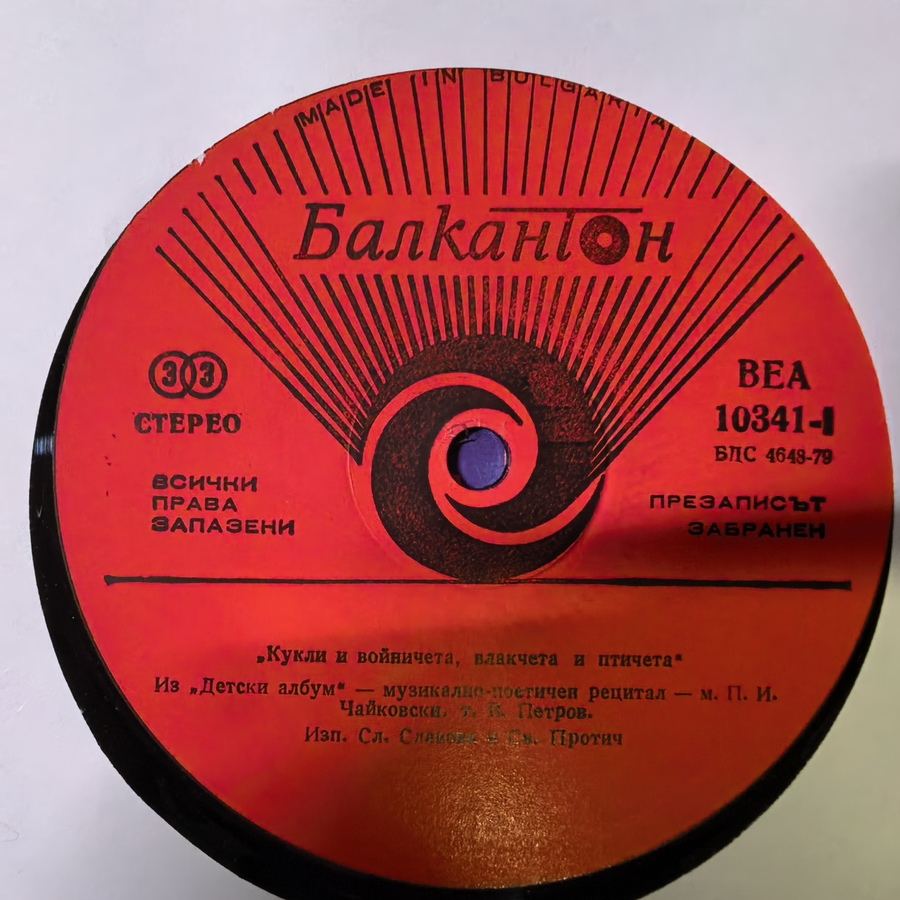 MADE IN BULGARIA
Балкантон
33
СТЕРЕО
ВСИЧКИ
ПРАВА
ЗАПАЗЕНИ
ВЕА
10341-I
БДС 4648-79
ПРЕЗАПИСЪТ
ЗАБРАНЕН
„Кукли и войничета, влакчета и птичета“
Из „Детски албум“ — музикално-поетичен рецитал — м. П. И.
Чайковски, т. Петров.
Изп. Сл. Св. Протич